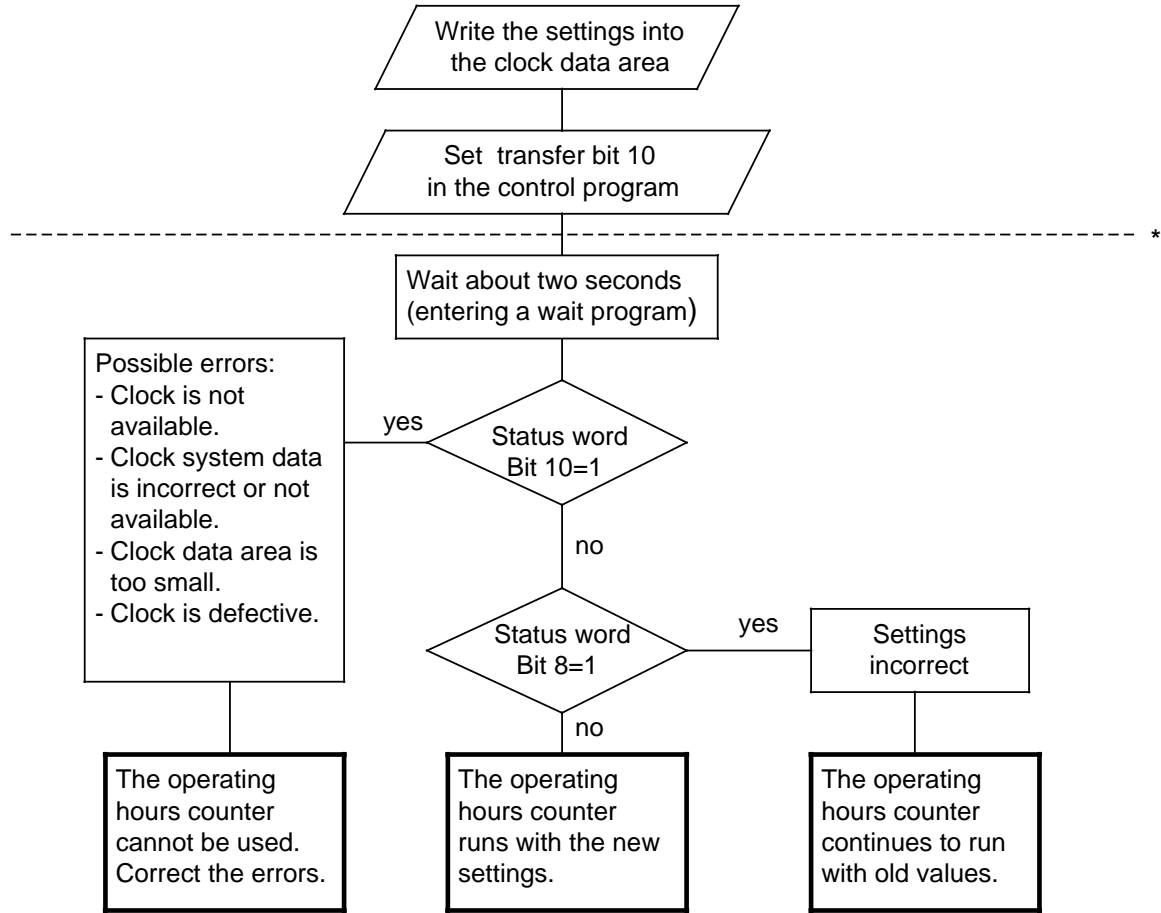 Write the settings into
the clock data area
Set transfer bit 10
in the control program
*
Wait about two seconds
(entering a wait program)
Possible errors:
- Clock is not
available.
- Clock system data
is incorrect or not
available.
- Clock data area is
too small.
- Clock is defective.
yes
Status word
Bit 10=1
no
Status word
Bit 8=1
yes
Settings
incorrect
no
The operating
hours counter
cannot be used.
Correct the errors.
The operating
hours counter
runs with the new
settings.
The operating
hours counter
continues to run
with old values.